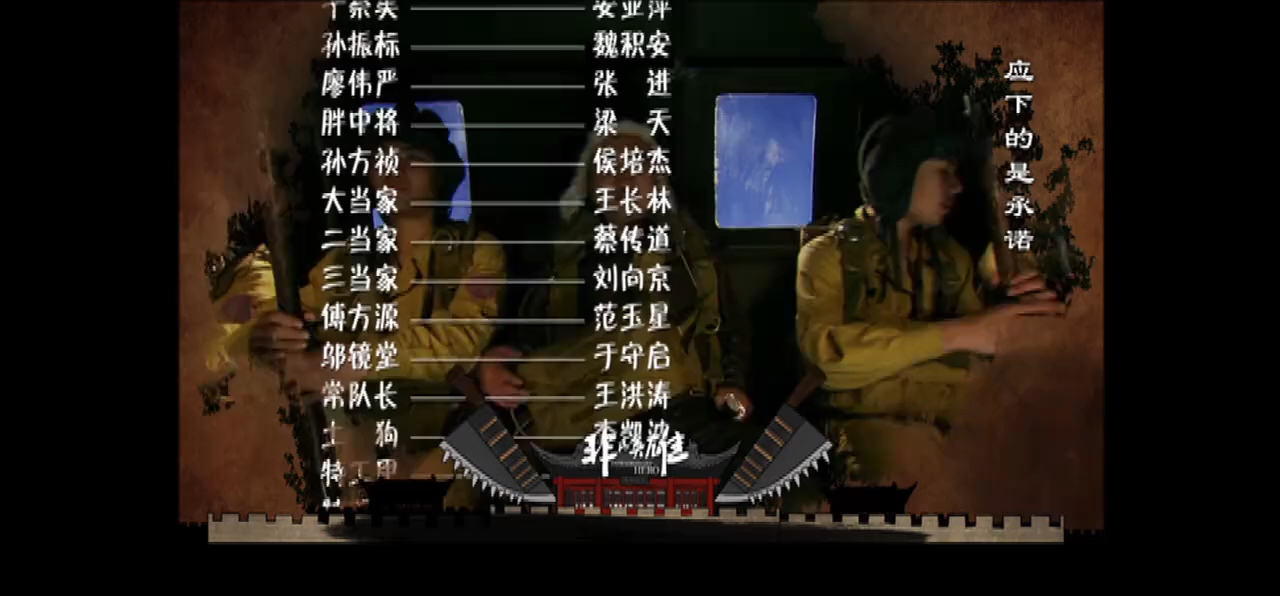 孙振标 魏积安
廖伟严 张 进
胖中将 梁 天
孙方祯 侯培杰
大当家 王长林
二当家 蔡传道
三当家 刘向京
傅方源 范玉星
邬镜堂 于守启
常队长 王洪涛
土 狗
HERO
应下的是承诺